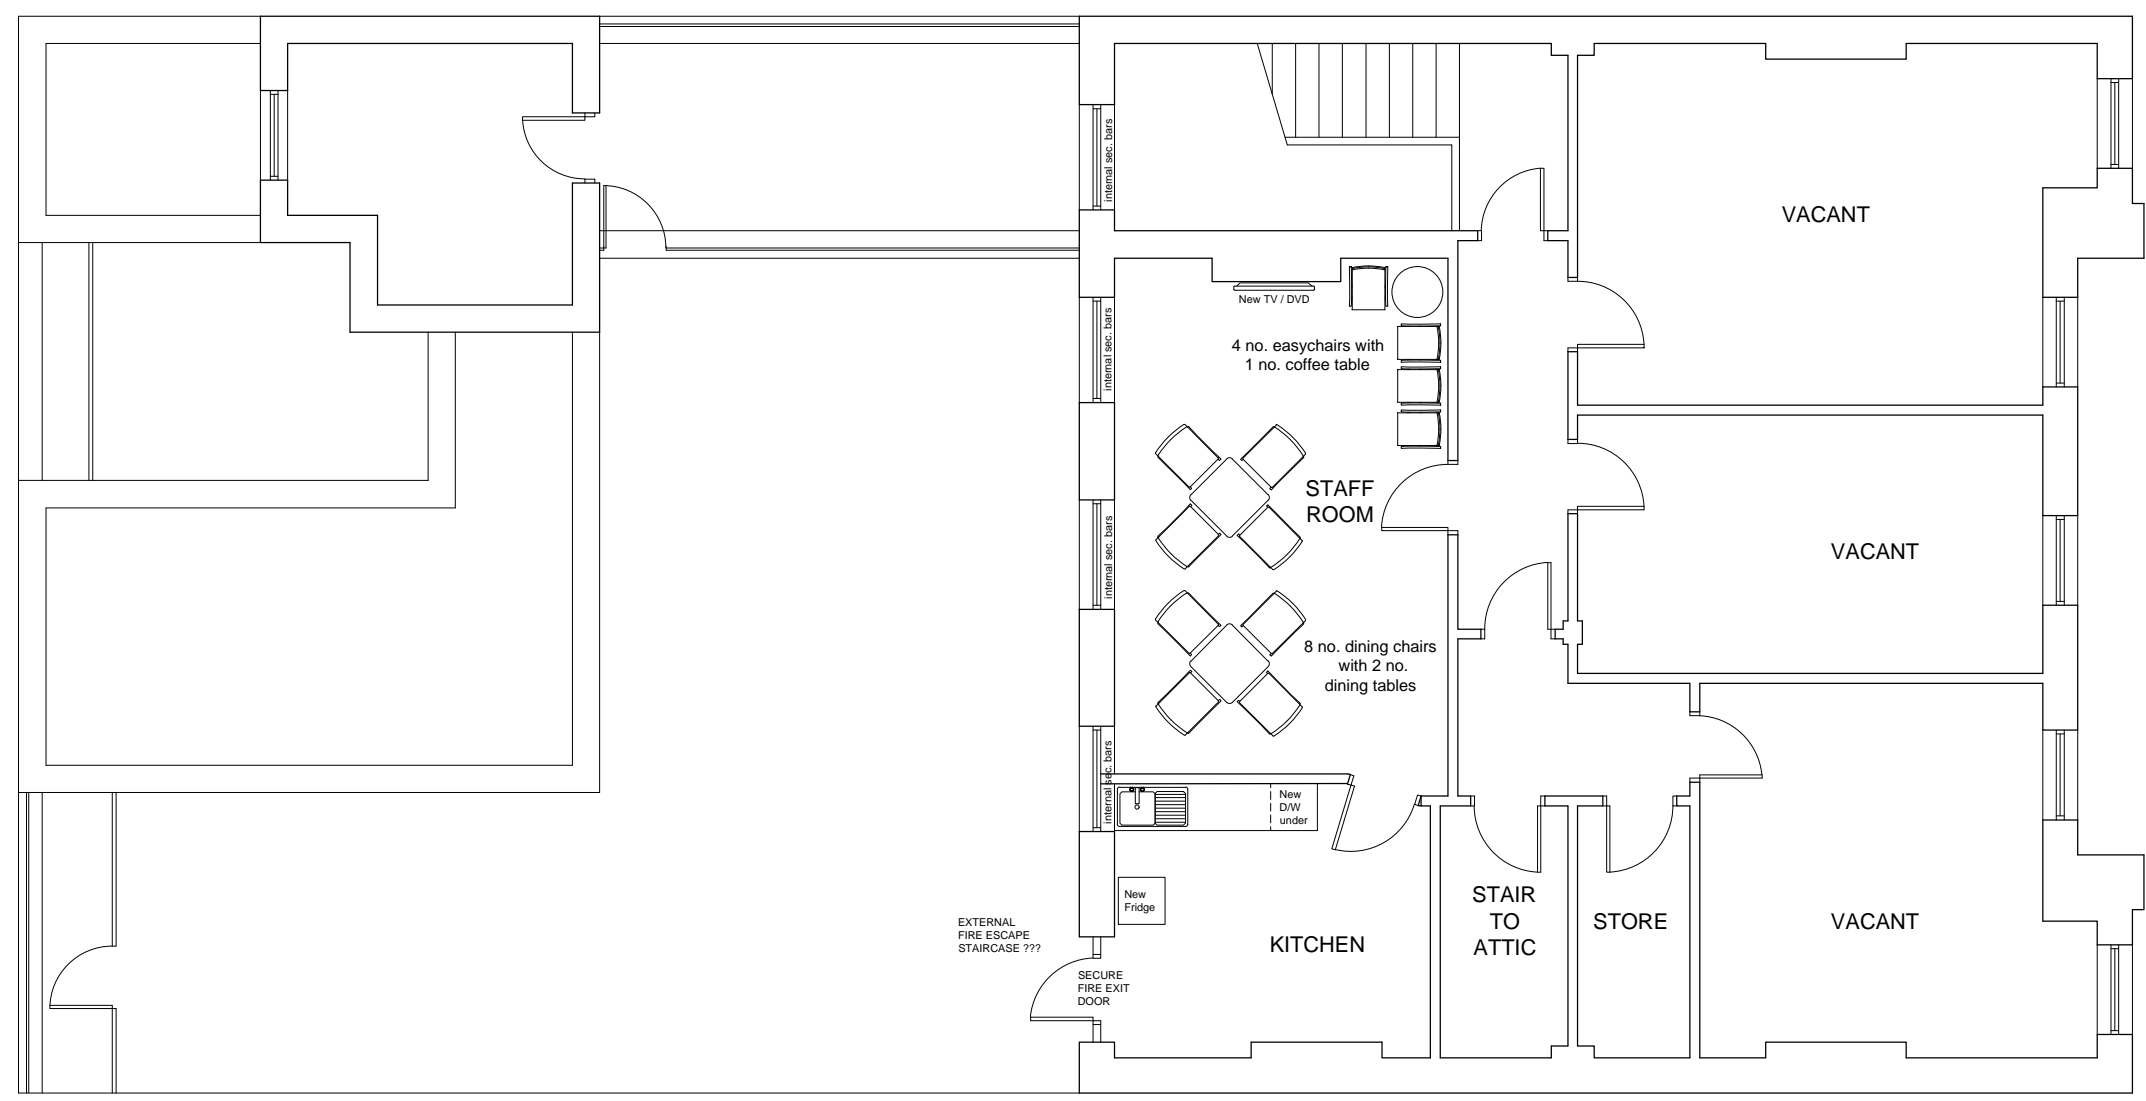 internal sec. bars
VACANT
New TV / DVD
internal sec. bars
4 no. easychairs with
1 no. coffee table
STAFF
ROOM
internal sec. bars
VACANT
8 no. dining chairs
with 2 no.
dining tables
internal sec. bars
New
D/W
under
New
Fridge
EXTERNAL
FIRE ESCAPE
STAIRCASE ???
KITCHEN
SECURE
FIRE EXIT
DOOR
STAIR
TO
ATTIC
STORE
VACANT